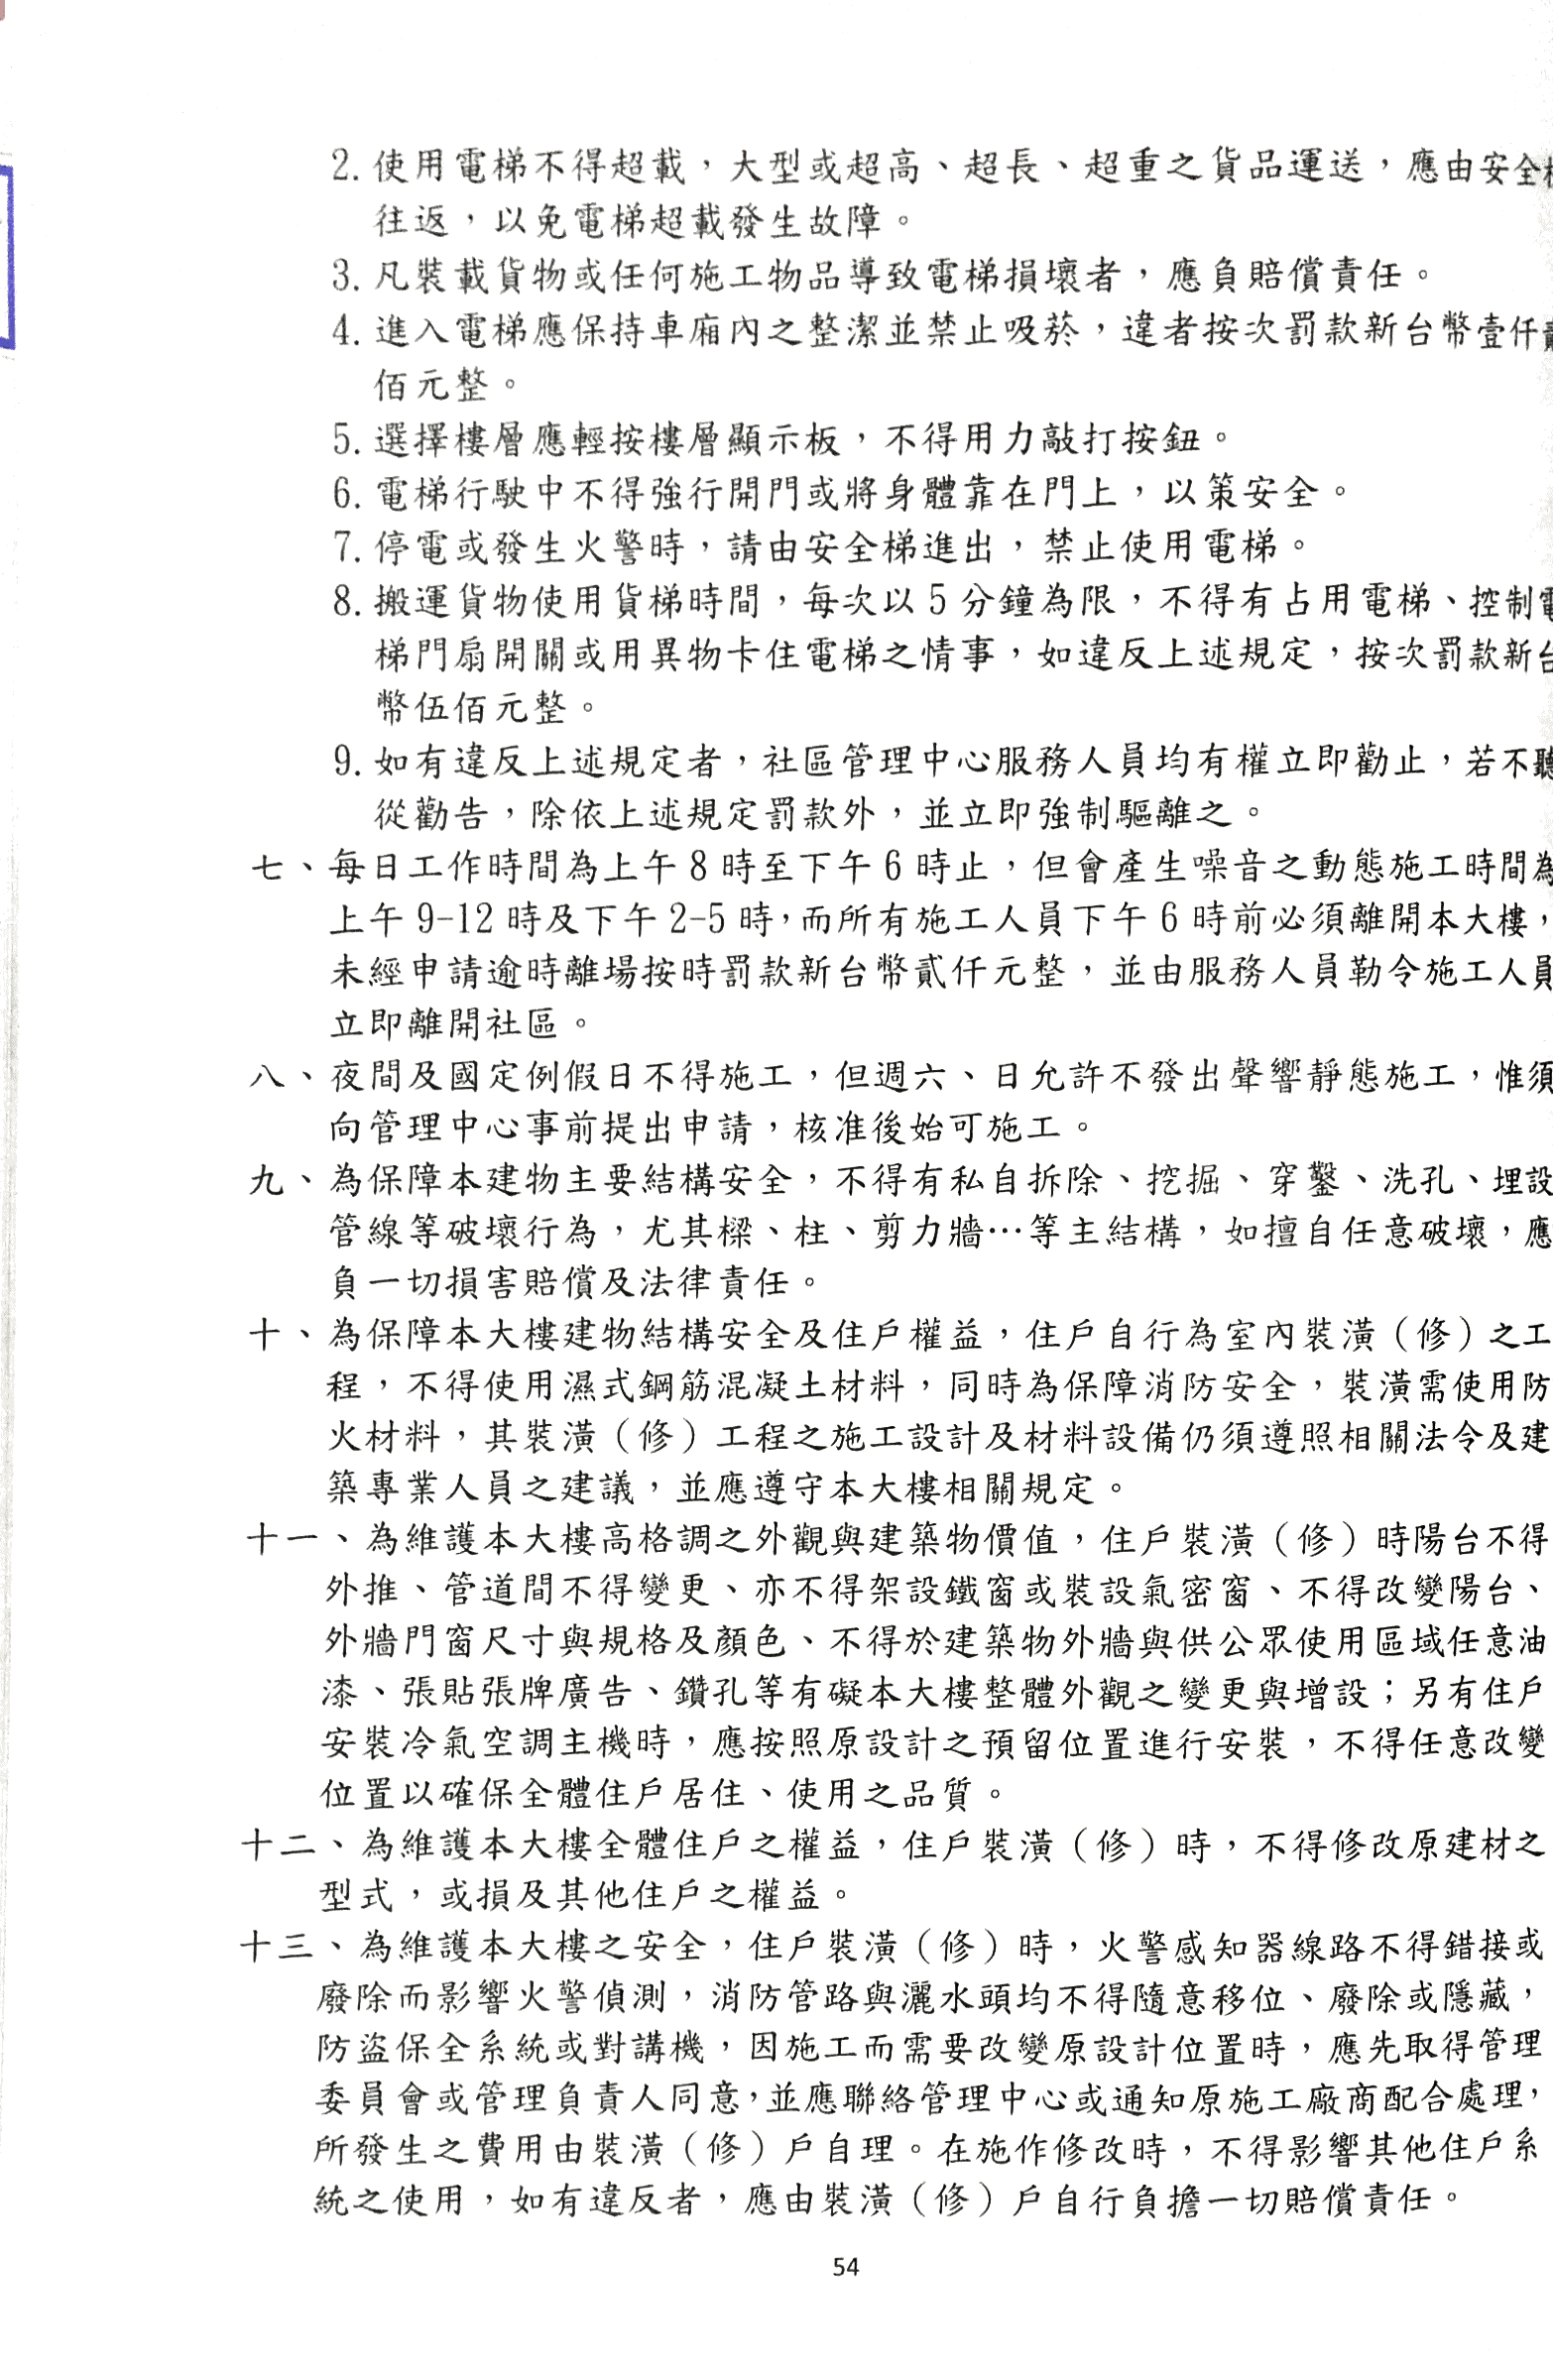 2. 使用電梯不得超載，大型或超高、超長、超重之貨品運送，應由安全梯
往返，以免電梯超載發生故障。
3. 凡裝載貨物或任何施工物品導致電梯損壞者，應負賠償責任。
4. 進入電梯應保持車廂內之整潔並禁止吸菸，違者按次罰款新台幣壹仟貳
佰元整。
5. 選擇樓層應輕按樓層顯示板，不得用力敲打按鈕。
6. 電梯行駛中不得強行開門或將身體靠在門上，以策安全。
7. 停電或發生火警時，請由安全梯進出，禁止使用電梯。
8. 搬運貨物使用貨梯時間，每次以 5 分鐘為限，不得有占用電梯、控制電
梯門扇開關或用異物卡住電梯之情事，如違反上述規定，按次罰款新台
幣伍佰元整。
9. 如有違反上述規定者，社區管理中心服務人員均有權立即勸止，若不聽
從勸告，除依上述規定罰款外，並立即強制驅離之。
七、每日工作時間為上午 8 時至下午 6 時止，但會產生噪音之動態施工時間為
上午 9-12 時及下午 2-5 時，而所有施工人員下午 6 時前必須離開本大樓，
未經申請逾時離場按時罰款新台幣貳仟元整，並由服務人員勒令施工人員
立即離開社區。
八、夜間及國定例假日不得施工，但週六、日允許不發出聲響靜態施工，惟須
向管理中心事前提出申請，核准後始可施工。
九、為保障本建物主要結構安全，不得有私自拆除、挖掘、穿鑿、洗孔、埋設
管線等破壞行為，尤其樑、柱、剪力牆…等主結構，如擅自任意破壞，應
負一切損害賠償及法律責任。
十、為保障本大樓建物結構安全及住戶權益，住戶自行為室內裝潢（修）之工
程，不得使用濕式鋼筋混凝土材料，同時為保障消防安全，裝潢需使用防
火材料，其裝潢（修）工程之施工設計及材料設備仍須遵照相關法令及建
築專業人員之建議，並應遵守本大樓相關規定。
十一、為維護本大樓高格調之外觀與建築物價值，住戶裝潢（修）時陽台不得
外推、管道間不得變更、亦不得架設鐵窗或裝設氣密窗、不得改變陽台、
外牆門窗尺寸與規格及顏色、不得於建築物外牆與供公眾使用區域任意油
漆、張貼張牌廣告、鑽孔等有礙本大樓整體外觀之變更與增設；另有住戶
安裝冷氣空調主機時，應按照原設計之預留位置進行安裝，不得任意改變
位置以確保全體住戶居住、使用之品質。
十二、為維護本大樓全體住戶之權益，住戶裝潢（修）時，不得修改原建材之
型式，或損及其他住戶之權益。
十三、為維護本大樓之安全，住戶裝潢（修）時，火警感知器線路不得錯接或
廢除而影響火警偵測，消防管路與灑水頭均不得隨意移位、廢除或隱藏，
防盜保全系統或對講機，因施工而需要改變原設計位置時，應先取得管理
委員會或管理負責人同意，並應聯絡管理中心或通知原施工廠商配合處理，
所發生之費用由裝潢（修）戶自理。在施作修改時，不得影響其他住戶系
統之使用，如有違反者，應由裝潢（修）戶自行負擔一切賠償責任。
54